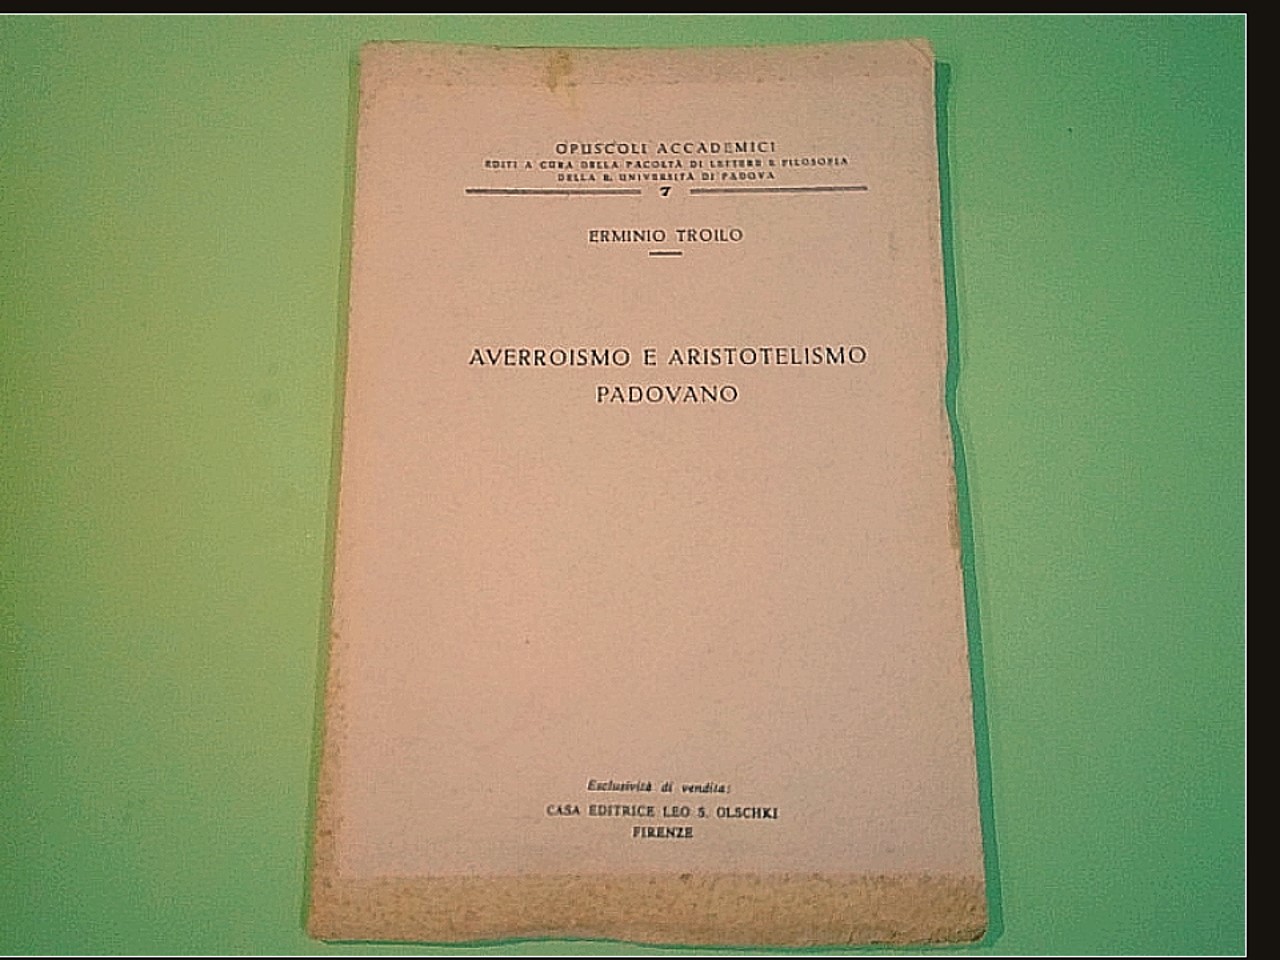 OPUSCOLI ACCADEMICI
EDITI A CURA DELLA FACOLTÀ DI LETTERE E FILOSOFIA
DELLA R. UNIVERSITÀ DI PADOVA
7
ERMINIO TROILO
AVERROISMO E ARISTOTELISMO
PADOVANO
Esclusività di vendita:
CASA EDITRICE LEO S. OLSCHKI
FIRENZE